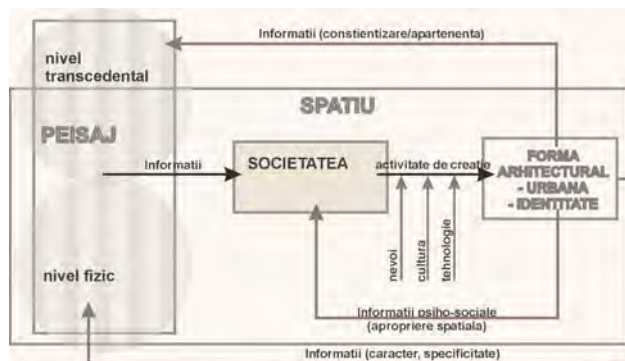 Informatii (constientizare/apartenenta)
nivel
transcedental
SPATIU
PEISAJ
Informatii
SOCIETATEA
activitate de creatie
FORMA
ARHITECTURAL
- URBANA
- IDENTITATE
nevoi
cultura
tehnologie
nivel fizic
Informatii psiho-sociale
(apropriere spatiala)
Informatii (caracter, specificitate)